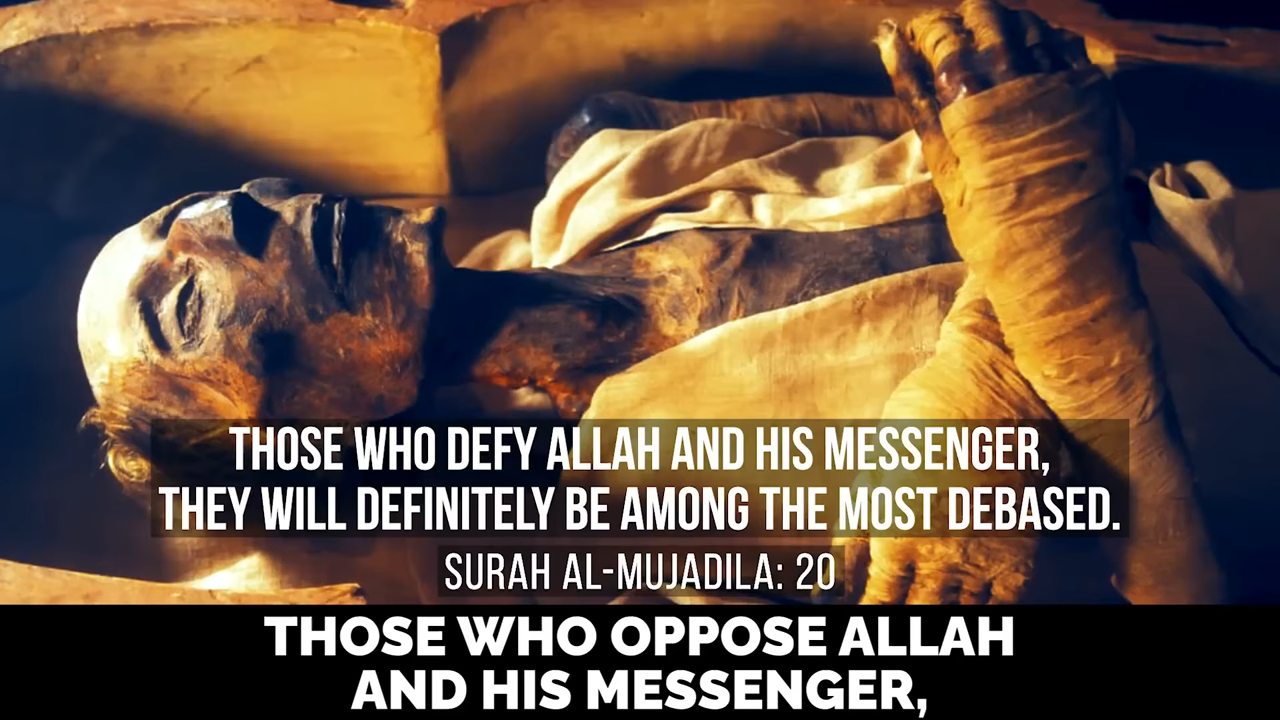 THOSE WHO DEFY ALLAH AND HIS MESSENGER,
THEY WILL DEFINITELY BE AMONG THE MOST DEBASED.
SURAH AL-MUJADILA: 20
THOSE WHO OPPOSE ALLAH
AND HIS MESSENGER,